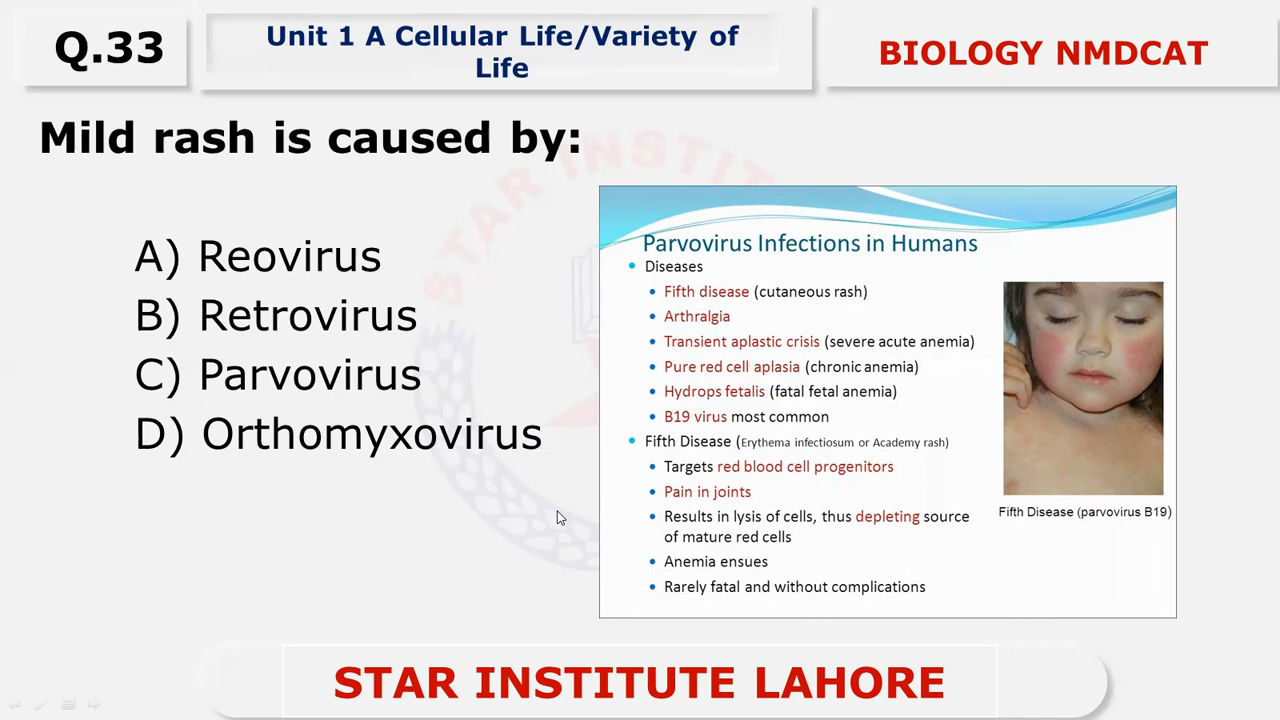 Q.33
Unit 1 A Cellular Life/Variety of
Life
BIOLOGY NMDCAT
Mild rash is caused by:
A) Reovirus
B) Retrovirus
C) Parvovirus
D) Orthomyxovirus
STAR INSTIT
Parvovirus Infections in Humans
• Diseases
• Fifth disease (cutaneous rash)
• Arthralgia
• Transient aplastic crisis (severe acute anemia)
• Pure red cell aplasia (chronic anemia)
• Hydrops fetalis (fatal fetal anemia)
• B19 virus most common
• Fifth Disease (Erythema infectiosum or Academy rash)
• Targets red blood cell progenitors
• Pain in joints
• Results in lysis of cells, thus depleting source
of mature red cells
• Anemia ensues
• Rarely fatal and without complications
Fifth Disease (parvovirus B19)
STAR INSTITUTE LAHORE